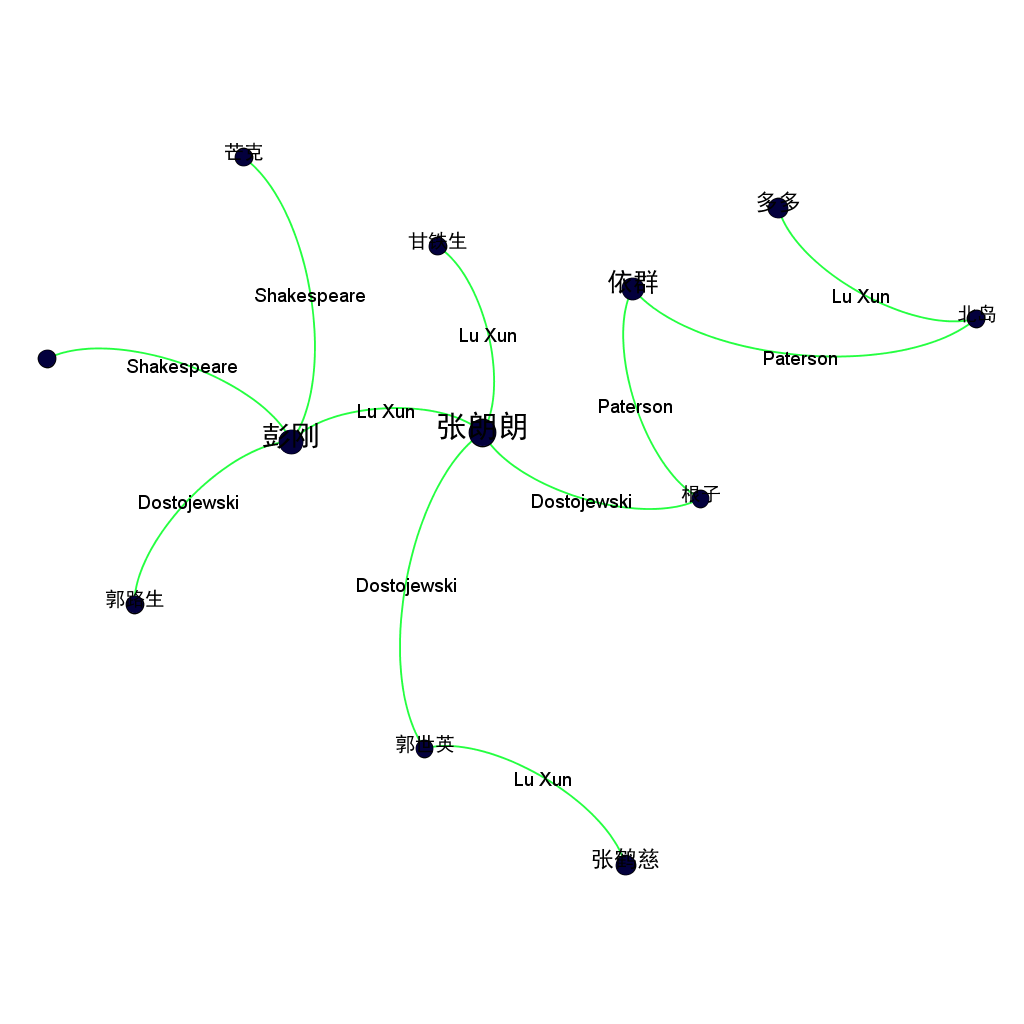 芒克
多多
甘铁生
依群
Shakespeare
Lu Xun
北岛
Lu Xun
Paterson
Shakespeare
Paterson
Lu Xun
张朗朗
彭刚
根子
Dostojewski
Dostojewski
Dostojewski
郭路生
郭世英
Lu Xun
张鹤慈